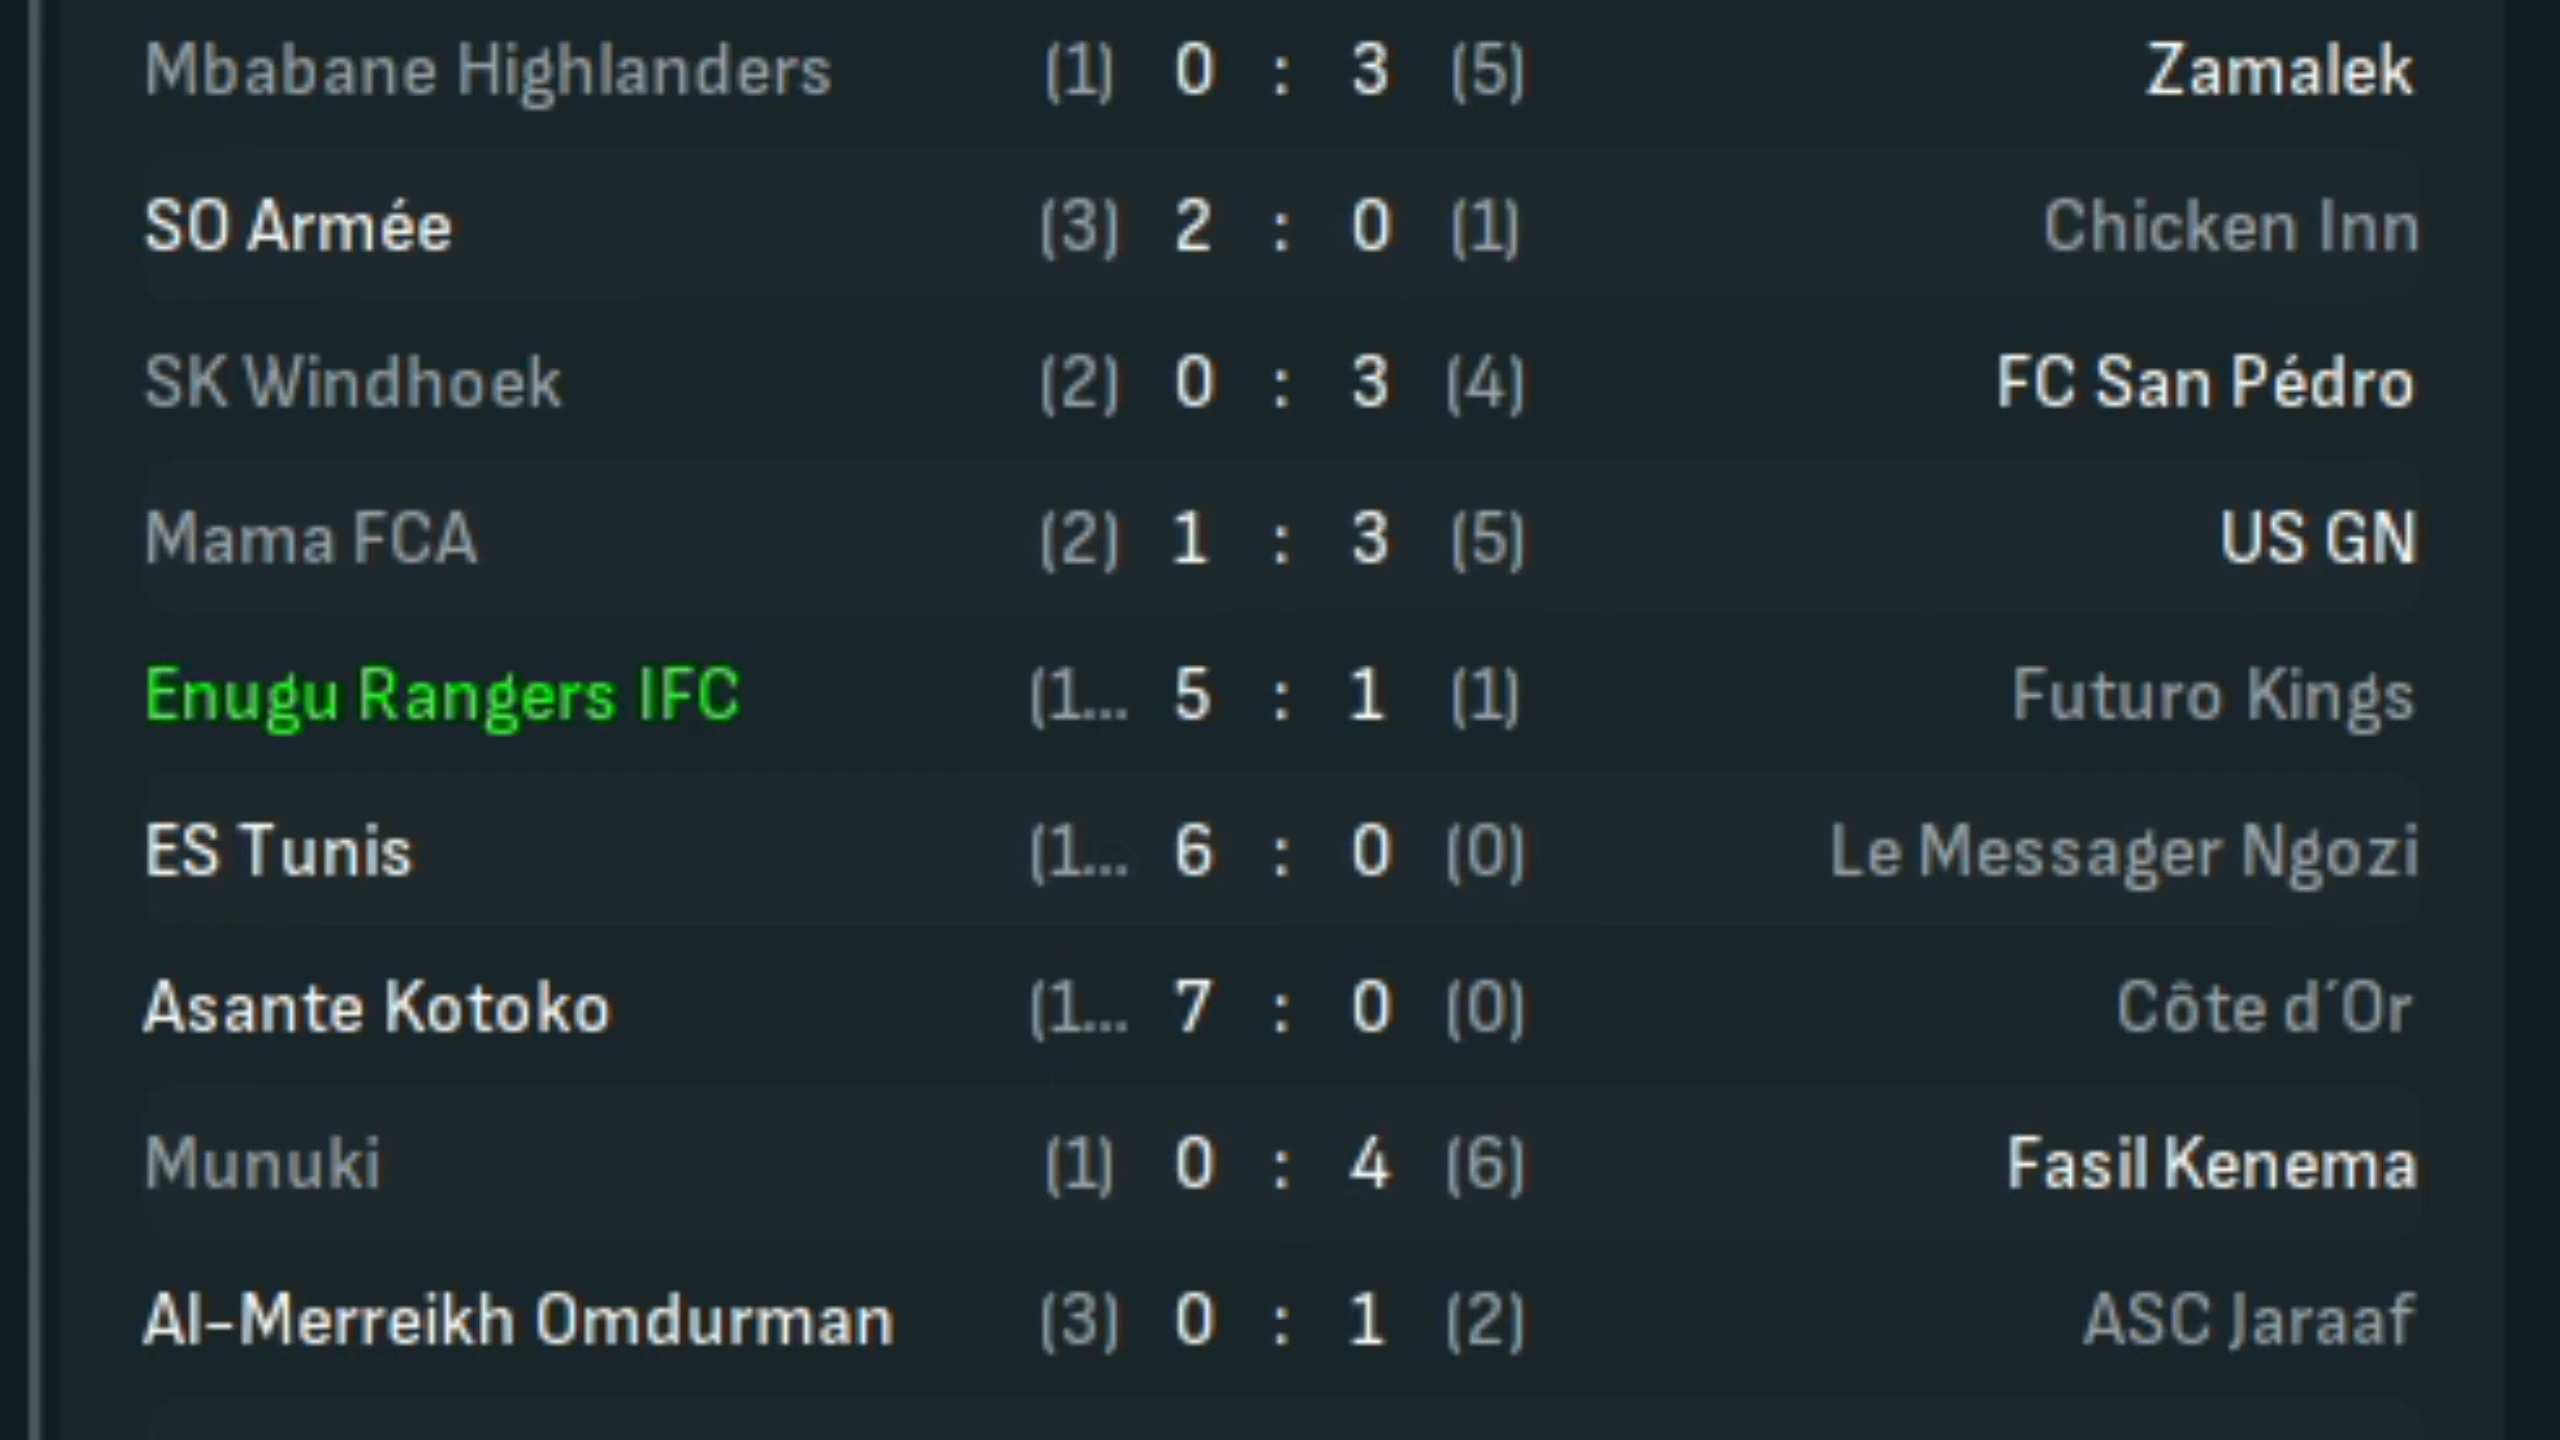 Mbabane Highlanders (1) 0 : 3 (5) Zamalek
SO Armée (3) 2 : 0 (1) Chicken Inn
SK Windhoek (2) 0 : 3 (4) FC San Pédro
Mama FCA (2) 1 : 3 (5) US GN
Enugu Rangers IFC (1... 5 : 1 (1) Futuro Kings
ES Tunis (1... 6 : 0 (0) Le Messager Ngozi
Asante Kotoko (1... 7 : 0 (0) Côte d´Or
Munuki (1) 0 : 4 (6) Fasil Kenema
Al-Merreikh Omdurman (3) 0 : 1 (2) ASC Jaraaf